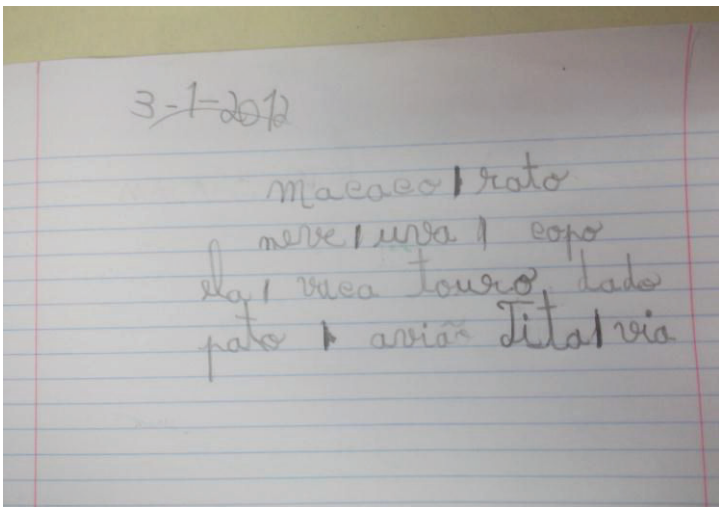 3-1-2012
macaco | rato
neve | uva | copo
ela | vaca touro, dado
pato | avião Tita | via